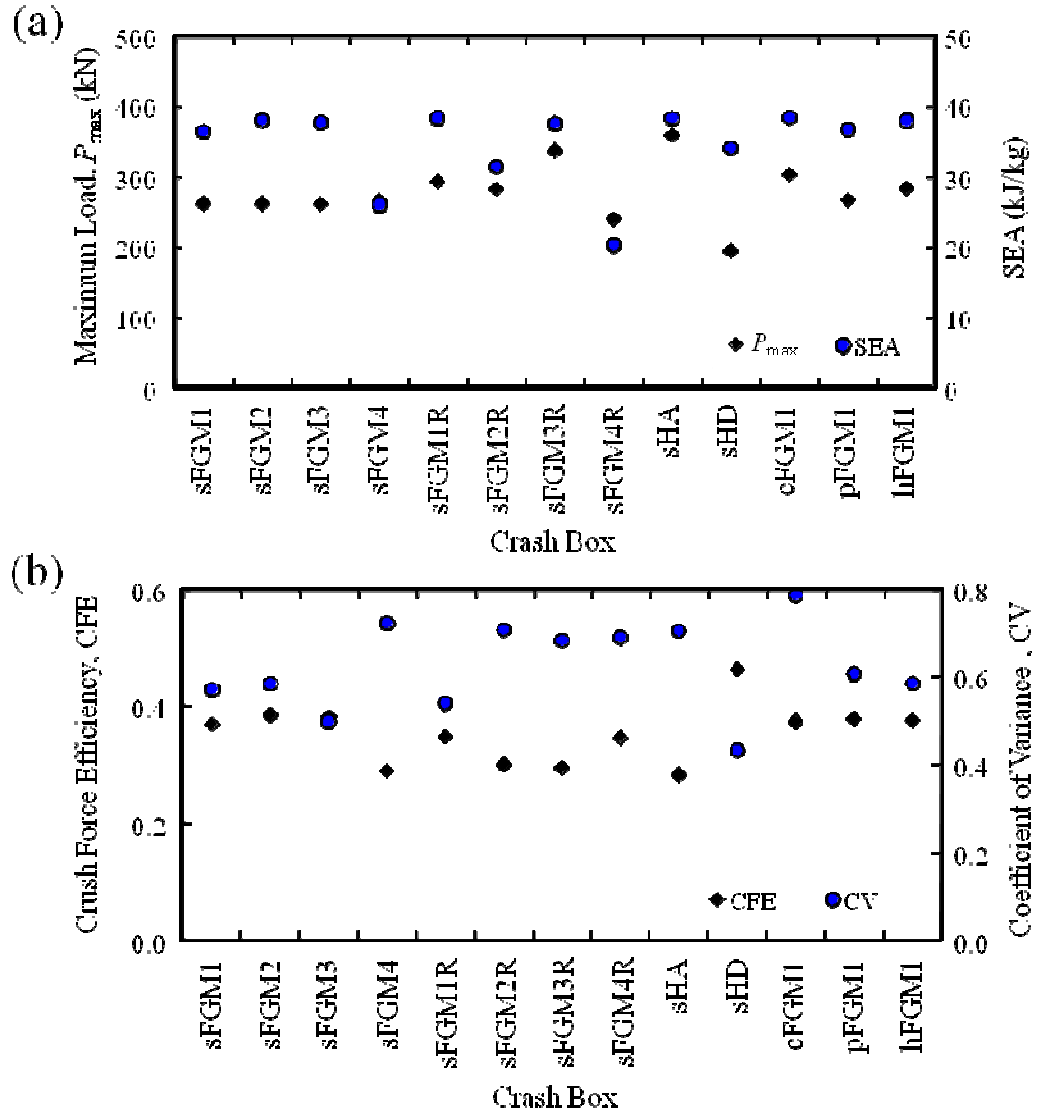 (a)
Maximum Load, Pmax (kN)
500
400
300
200
100
0
50
40
30
20
10
0
SEA (kJ/kg)
Pmax
SEA
sFGM1
sFGM2
sFGM3
sFGM4
sFGM1R
sFGM2R
sFGM3R
sFGM4R
sHA
sHD
cFGM1
pFGM1
hFGM1
Crash Box
(b)
Crush Force Efficiency, CFE
0.6
0.4
0.2
0.0
0.8
0.6
0.4
0.2
0.0
Coefficient of Variance , CV
CFE
CV
sFGM1
sFGM2
sFGM3
sFGM4
sFGM1R
sFGM2R
sFGM3R
sFGM4R
sHA
sHD
cFGM1
pFGM1
hFGM1
Crash Box